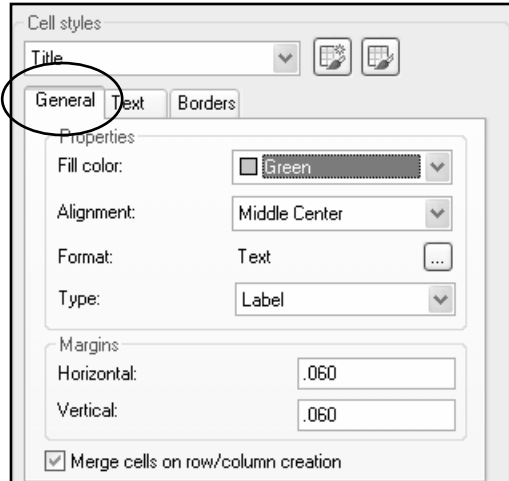 Cell styles
Title
General Text Borders
Properties
Fill color: Green
Alignment: Middle Center
Format: Text ...
Type: Label
Margins
Horizontal: .060
Vertical: .060
Merge cells on row/column creation